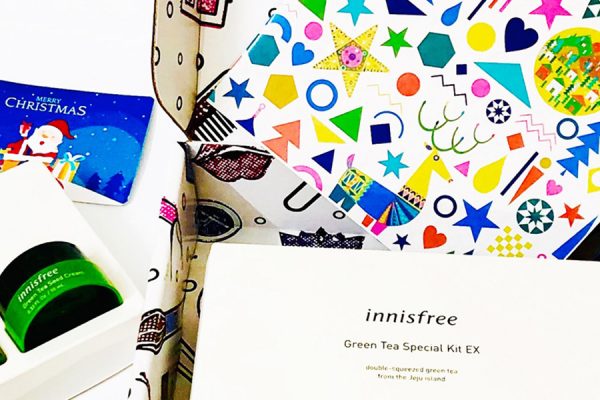 MERRY
CHRISTMAS
innisfree
Green Tea Seed Cream
innisfree
Green Tea Special Kit EX
double-squeezed green tea
from the Jeju island